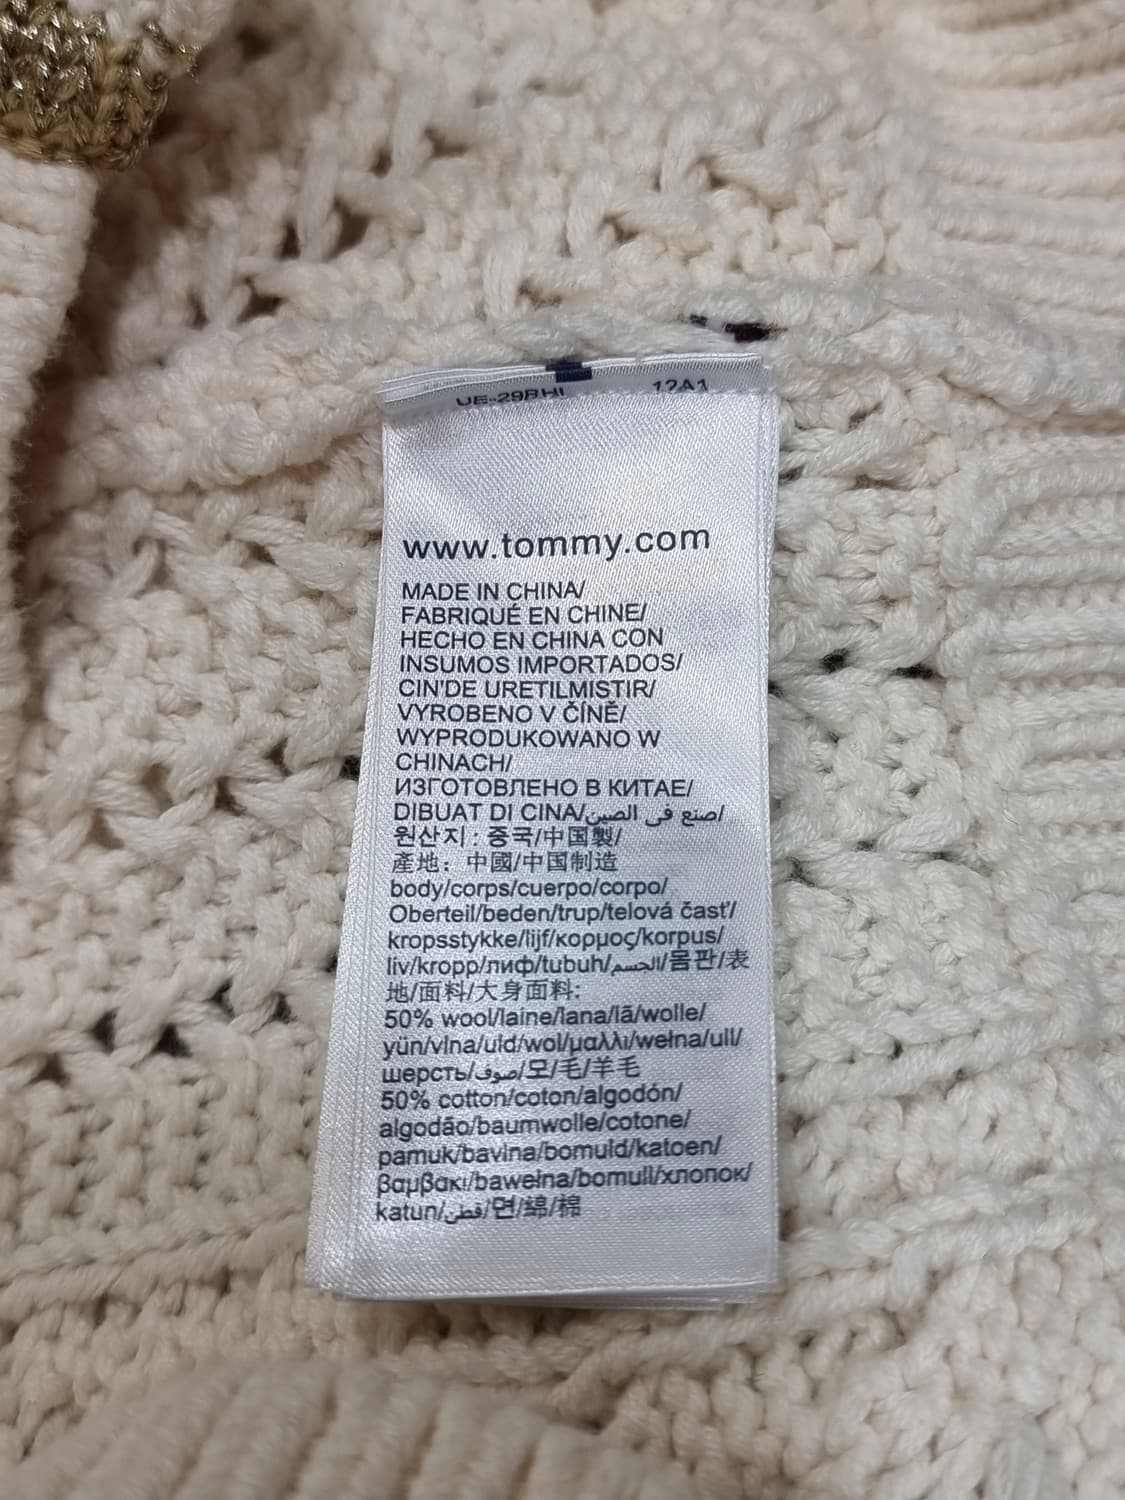 12A1
www.tommy.com
MADE IN CHINA/
FABRIQUÉ EN CHINE/
HECHO EN CHINA CON
INSUMOS IMPORTADOS/
CIN'DE URETILMISTIR/
VYROBENO V ČÍNĚ/
WYPRODUKOWANO W
CHINACH/
ИЗГОТОВЛЕНО В КИТАЕ/
DIBUAT DI CINA/صنع في الصين/
원산지 : 중국/中国製/
產地：中國/中国制造
body/corps/cuerpo/corpo/
Oberteil/beden/trup/telová časť/
kropsstykke/lijf/κορμος/korpus/
liv/kropp/лиф/tubuh/الجسم/몸판/表
地/面料/大身面料:
50% wool/laine/lana/lã/wolle/
yün/vlna/uld/wol/μαλλι/wełna/ull/
шерсть/صوف/모/毛/羊毛
50% cotton/coton/algodón/
algodão/baumwolle/cotone/
pamuk/bavlna/bomuld/katoen/
βαμβακι/bawełna/bomull/хлопок/
katun/قطن/면/綿/棉